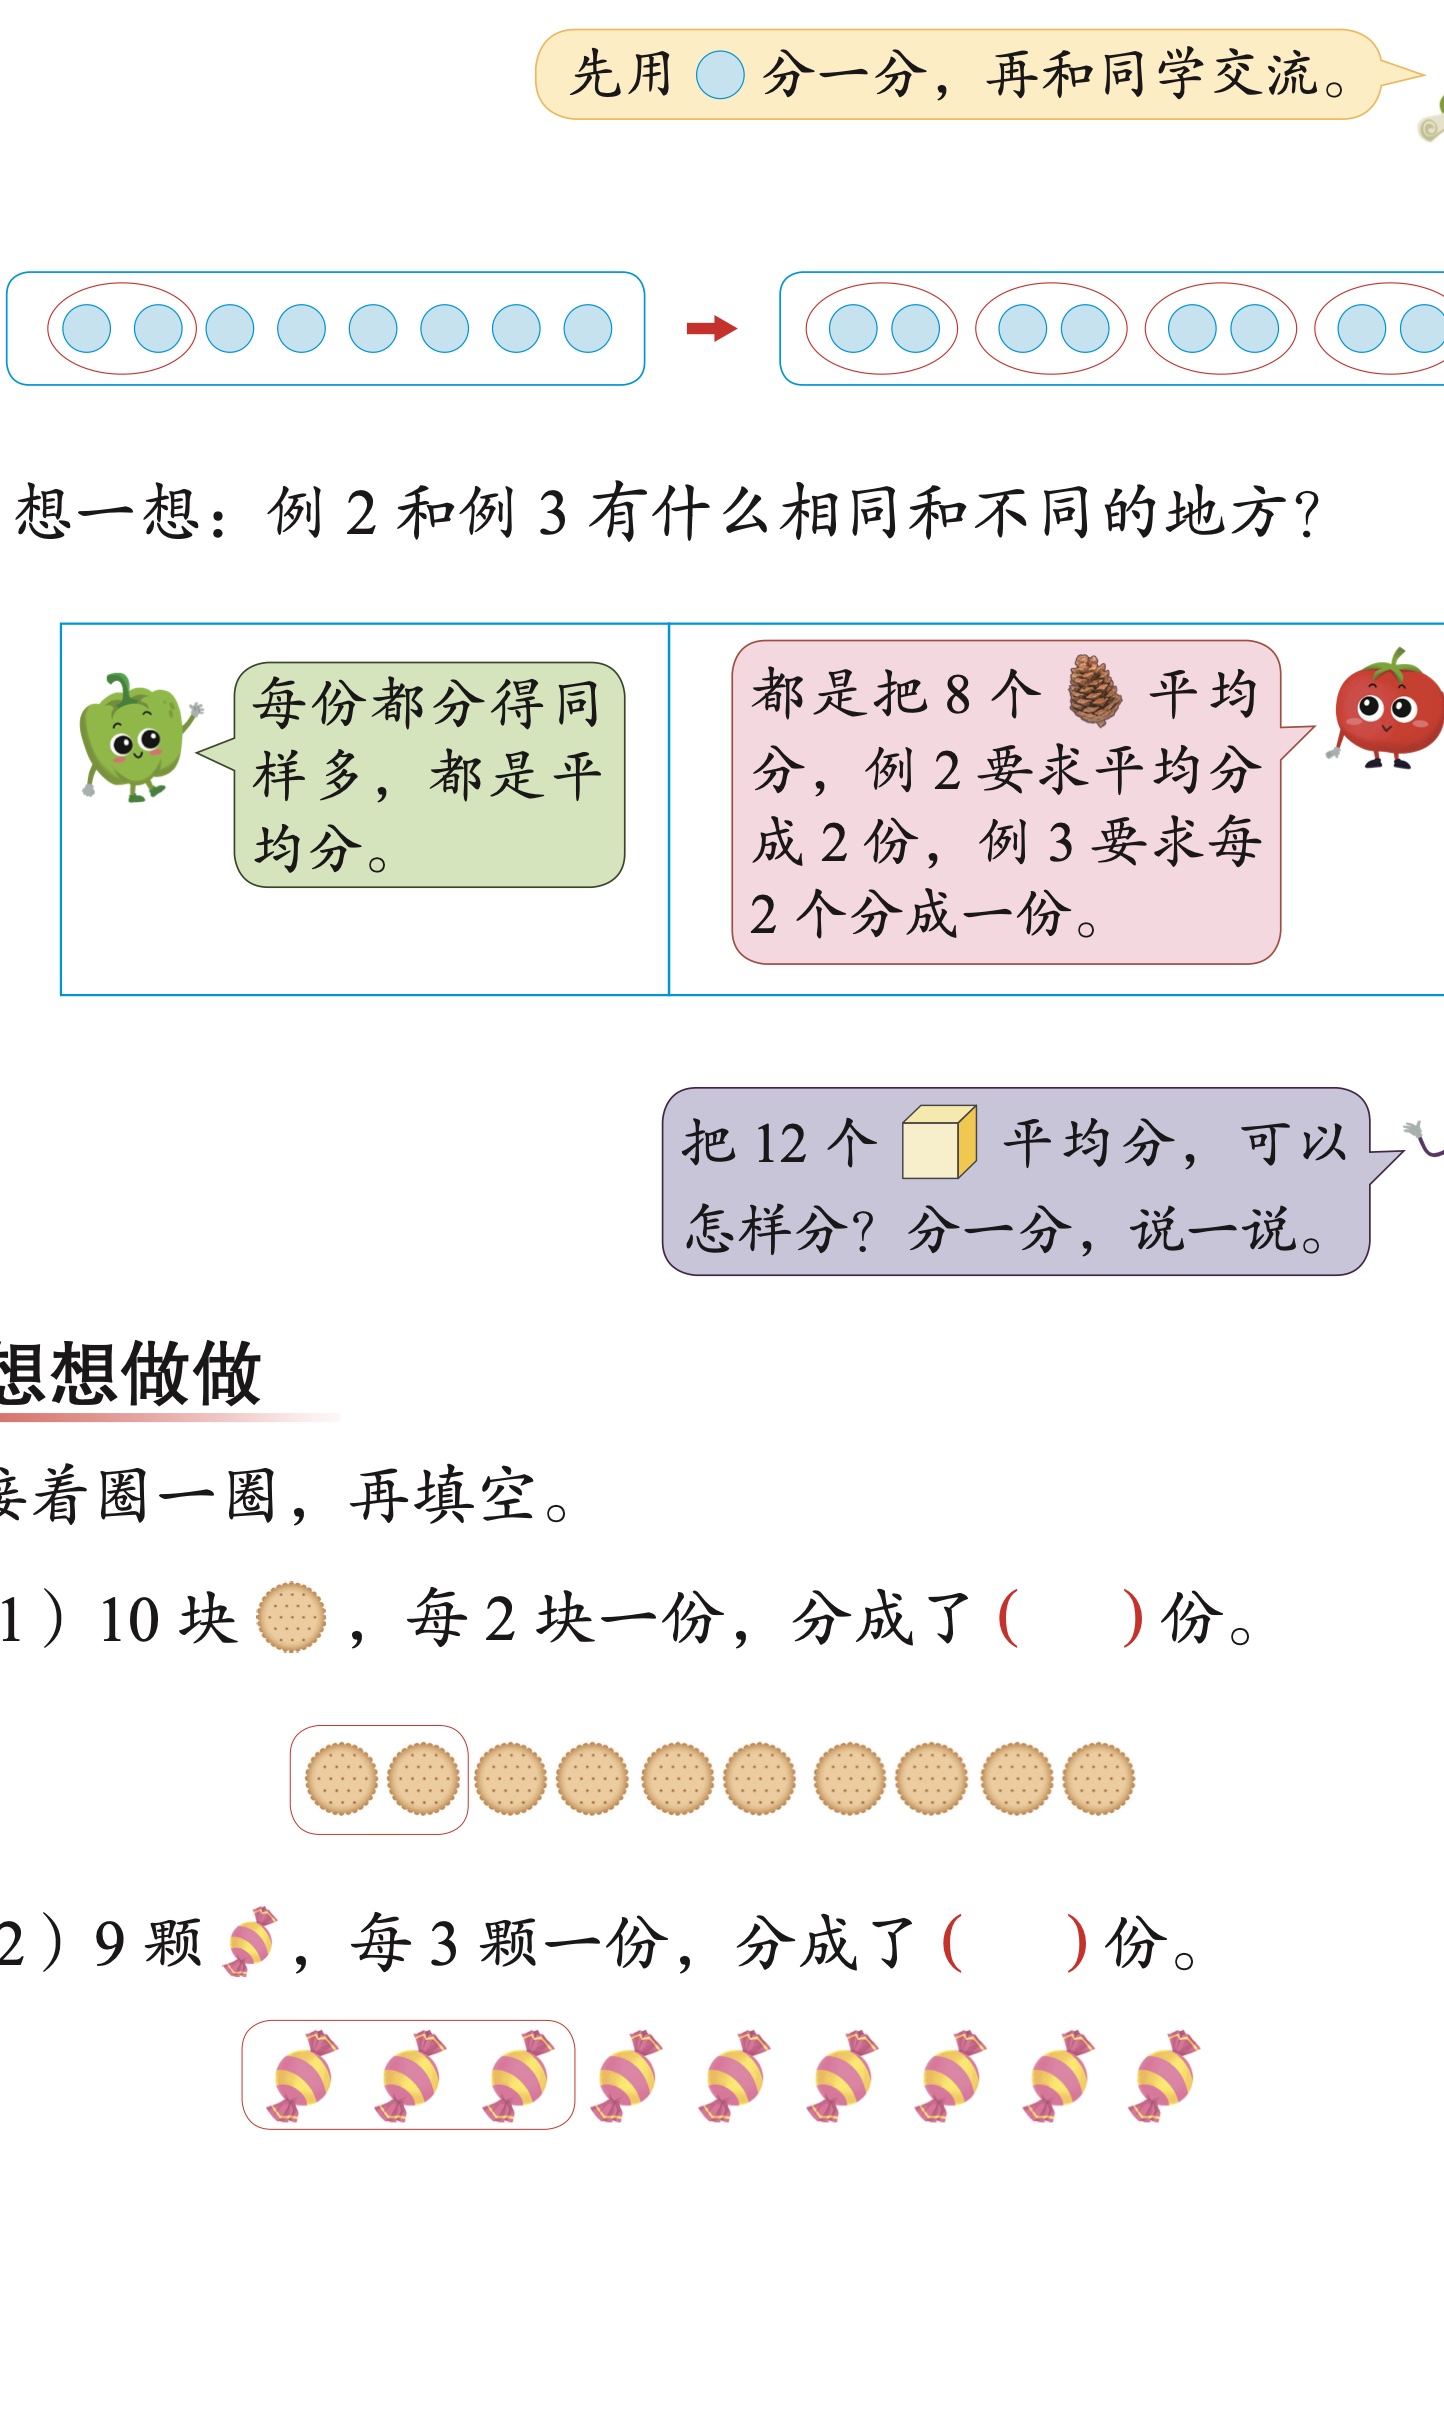 先用 分一分，再和同学交流。
想一想：例 2 和例 3 有什么相同和不同的地方？
每份都分得同
样多，都是平
均分。
都是把 8 个 平均
分，例 2 要求平均分
成 2 份，例 3 要求每
2 个分成一份。
把 12 个 平均分，可以
怎样分？分一分，说一说。
想想做做
接着圈一圈，再填空。
1）10 块 ，每 2 块一份，分成了（ ）份。
2）9 颗 ，每 3 颗一份，分成了（ ）份。